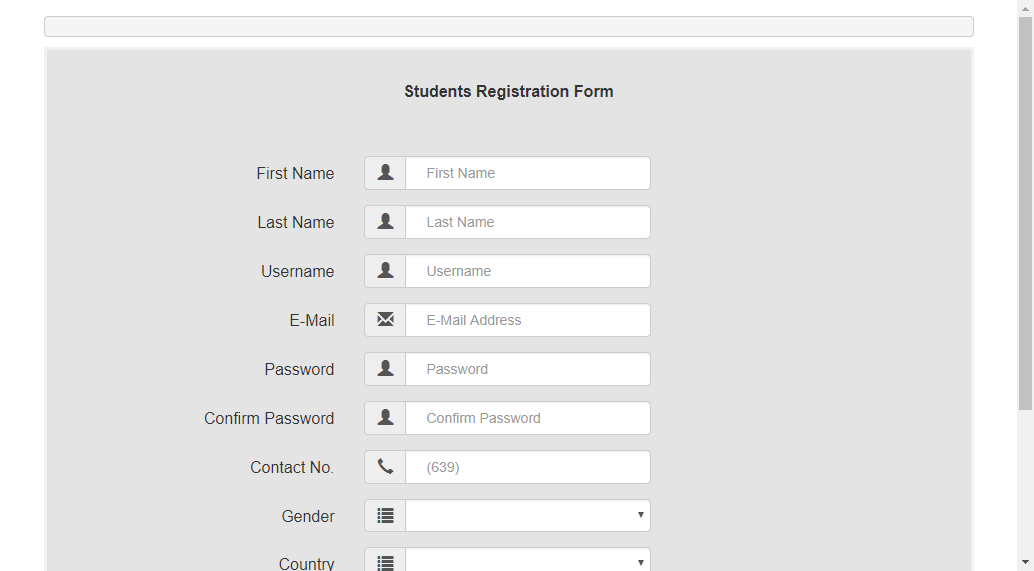 Students Registration Form
First Name First Name
Last Name Last Name
Username Username
E-Mail E-Mail Address
Password Password
Confirm Password Confirm Password
Contact No. (639)
Gender
Country